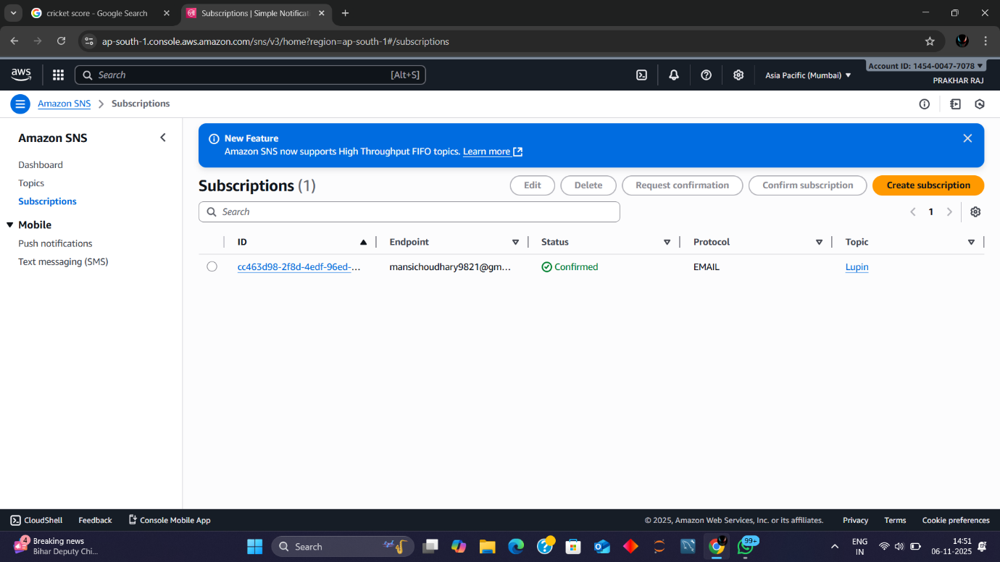 cricket score - Google Search
Subscriptions | Simple Notificati
ap-south-1.console.aws.amazon.com/sns/v3/home?region=ap-south-1#/subscriptions
aws
Search
[Alt+S]
Asia Pacific (Mumbai) ▼
Account ID: 1454-0047-7078 ▼
PRAKHAR RAJ
Amazon SNS
Subscriptions
Amazon SNS
Dashboard
Topics
Subscriptions
Mobile
Push notifications
Text messaging (SMS)
New Feature
Amazon SNS now supports High Throughput FIFO topics. Learn more
Subscriptions (1)
Edit
Delete
Request confirmation
Confirm subscription
Create subscription
Search
1
ID
Endpoint
Status
Protocol
Topic
cc463d98-2f8d-4edf-96ed-...
mansichoudhary9821@gm...
Confirmed
EMAIL
Lupin
CloudShell
Feedback
Console Mobile App
© 2025, Amazon Web Services, Inc. or its affiliates.
Privacy
Terms
Cookie preferences
4
Breaking news
Bihar Deputy Chi...
Search
99+
ENG
IN
14:51
06-11-2025